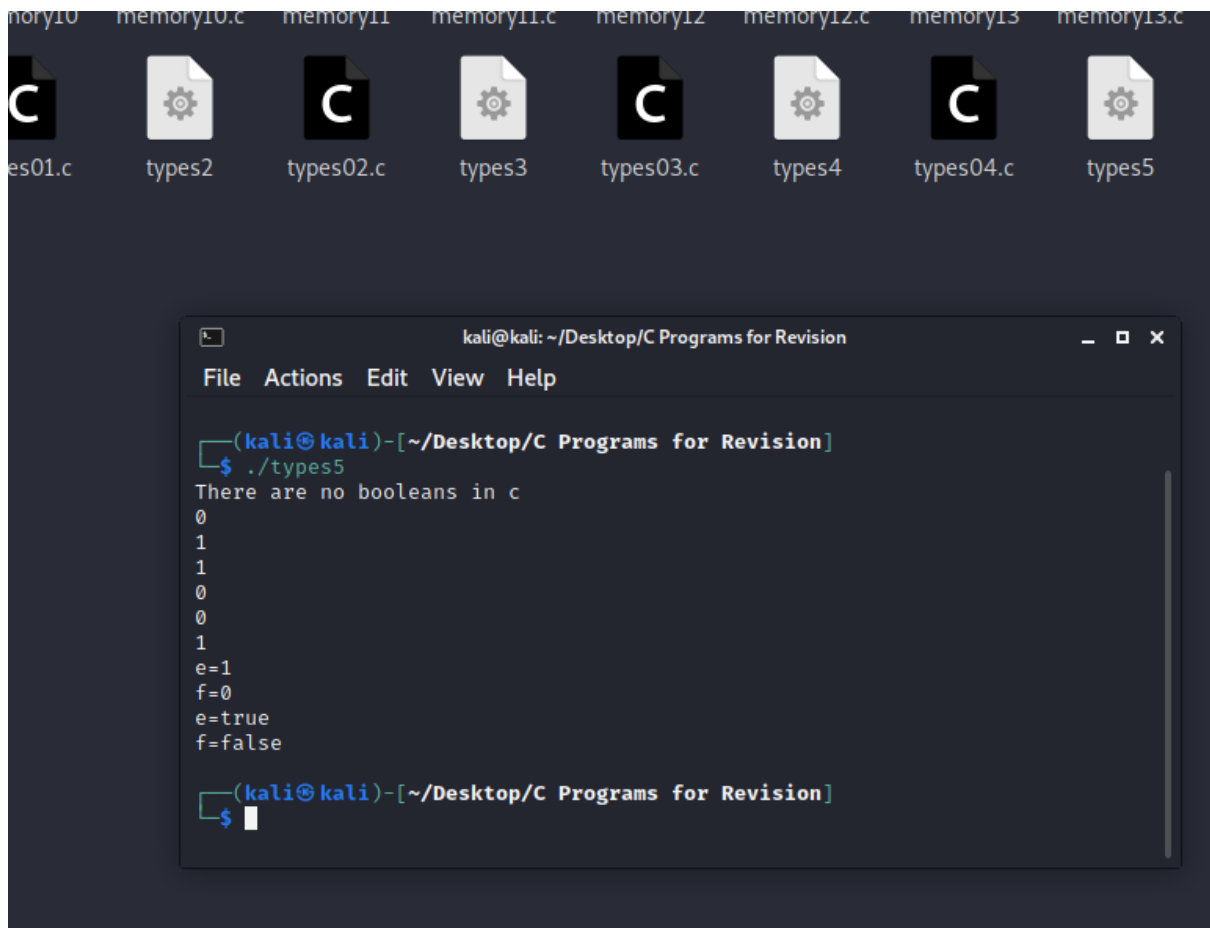 memory10.c memory11 memory11.c memory12 memory12.c memory13 memory13.c
types2 types02.c types3 types03.c types4 types04.c types5
kali@kali: ~/Desktop/C Programs for Revision
File Actions Edit View Help
┌──(kali㉿kali)-[~/Desktop/C Programs for Revision]
└─$ ./types5
There are no booleans in c
0
1
1
0
0
1
e=1
f=0
e=true
f=false
┌──(kali㉿kali)-[~/Desktop/C Programs for Revision]
└─$